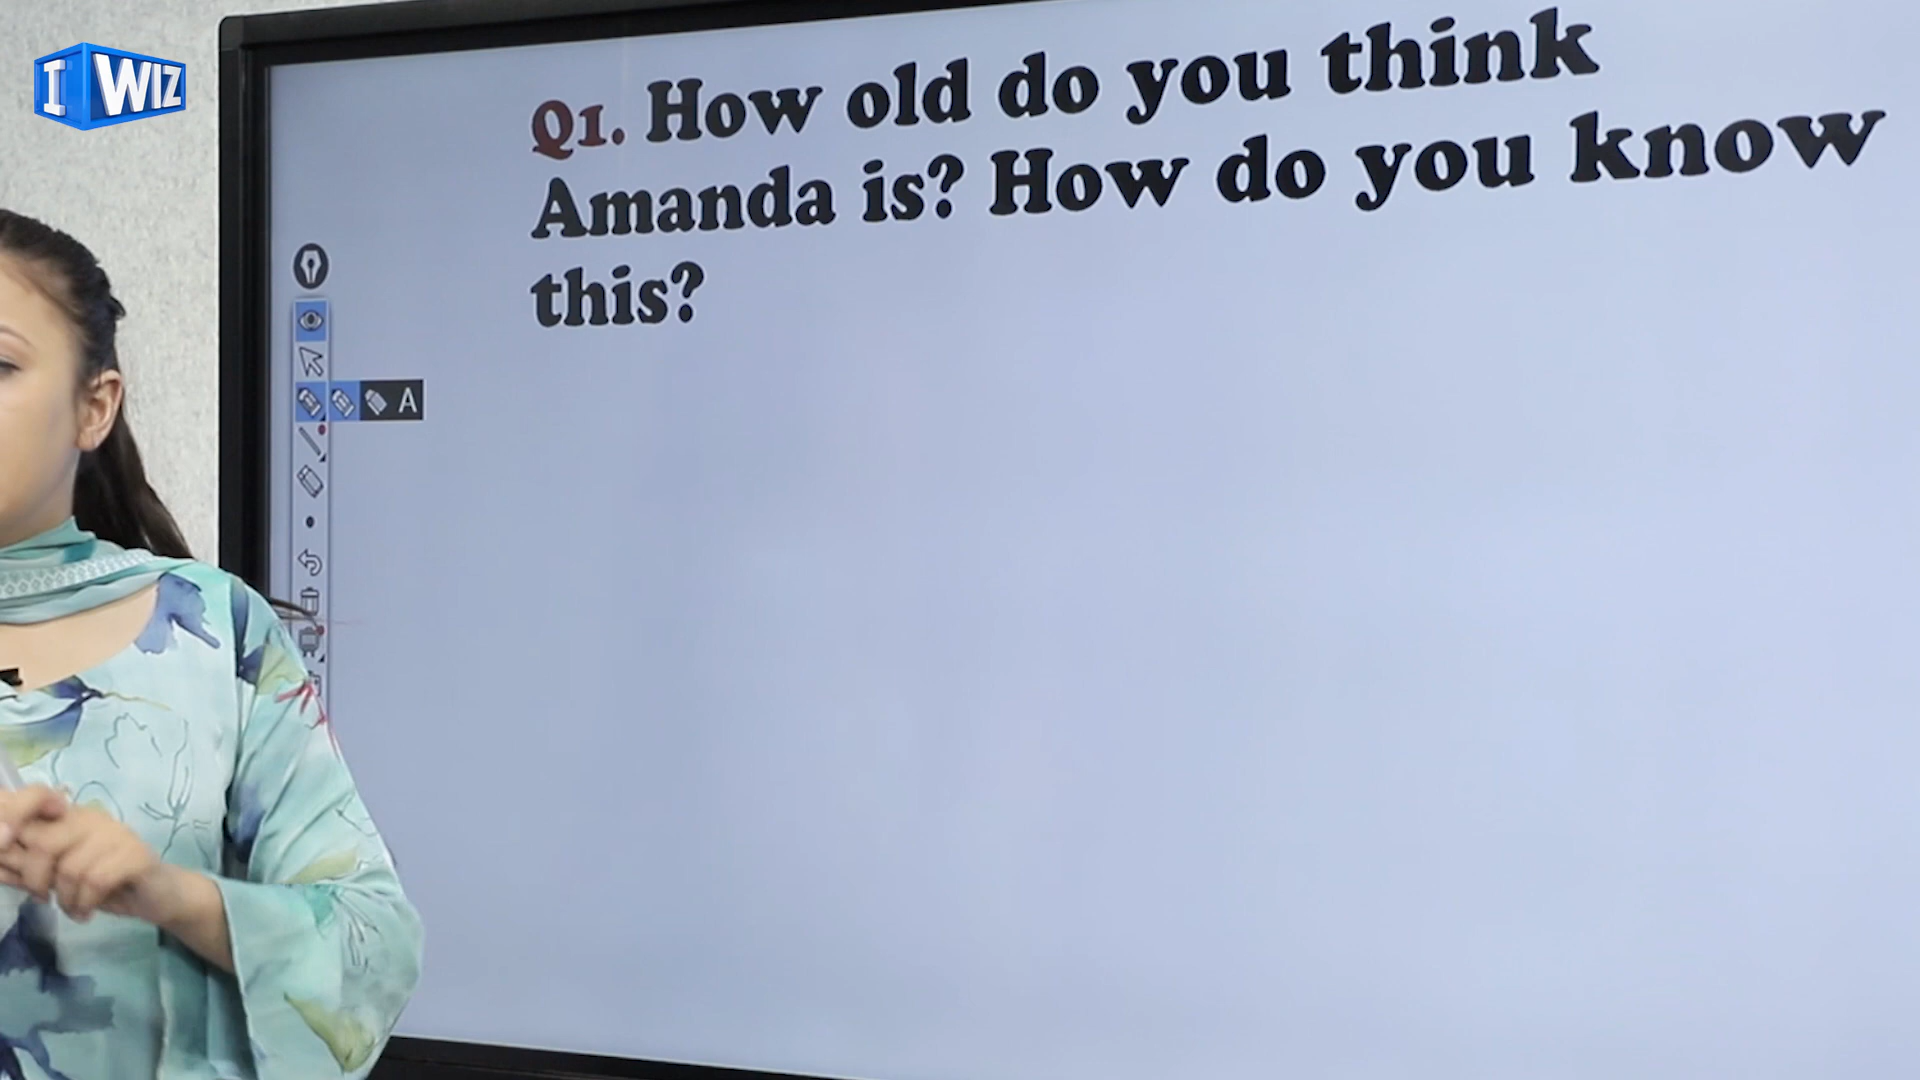 I WIZ
Q1. How old do you think
Amanda is? How do you know
this?
A